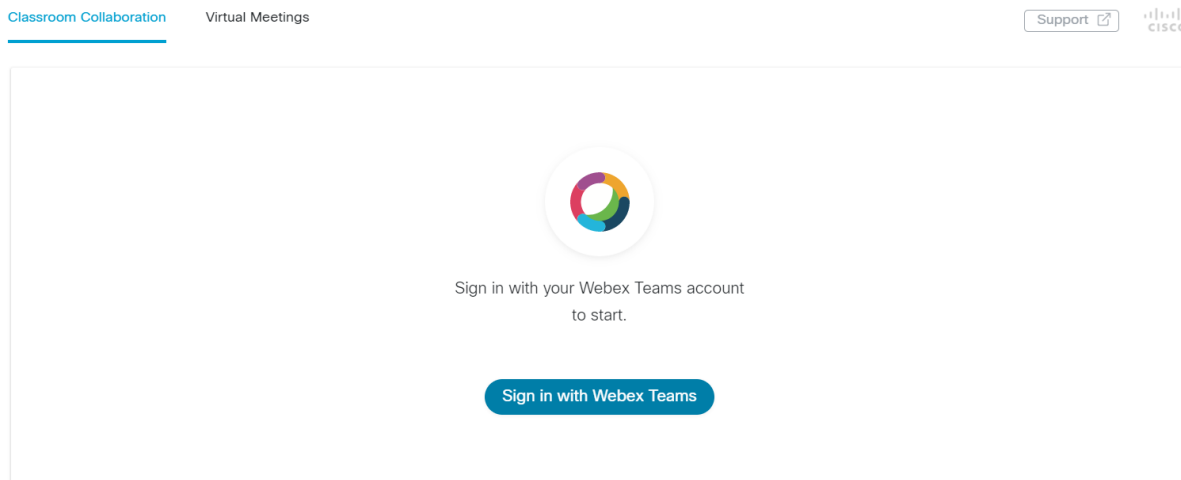 Classroom Collaboration Virtual Meetings Support
cisco
Sign in with your Webex Teams account
to start.
Sign in with Webex Teams